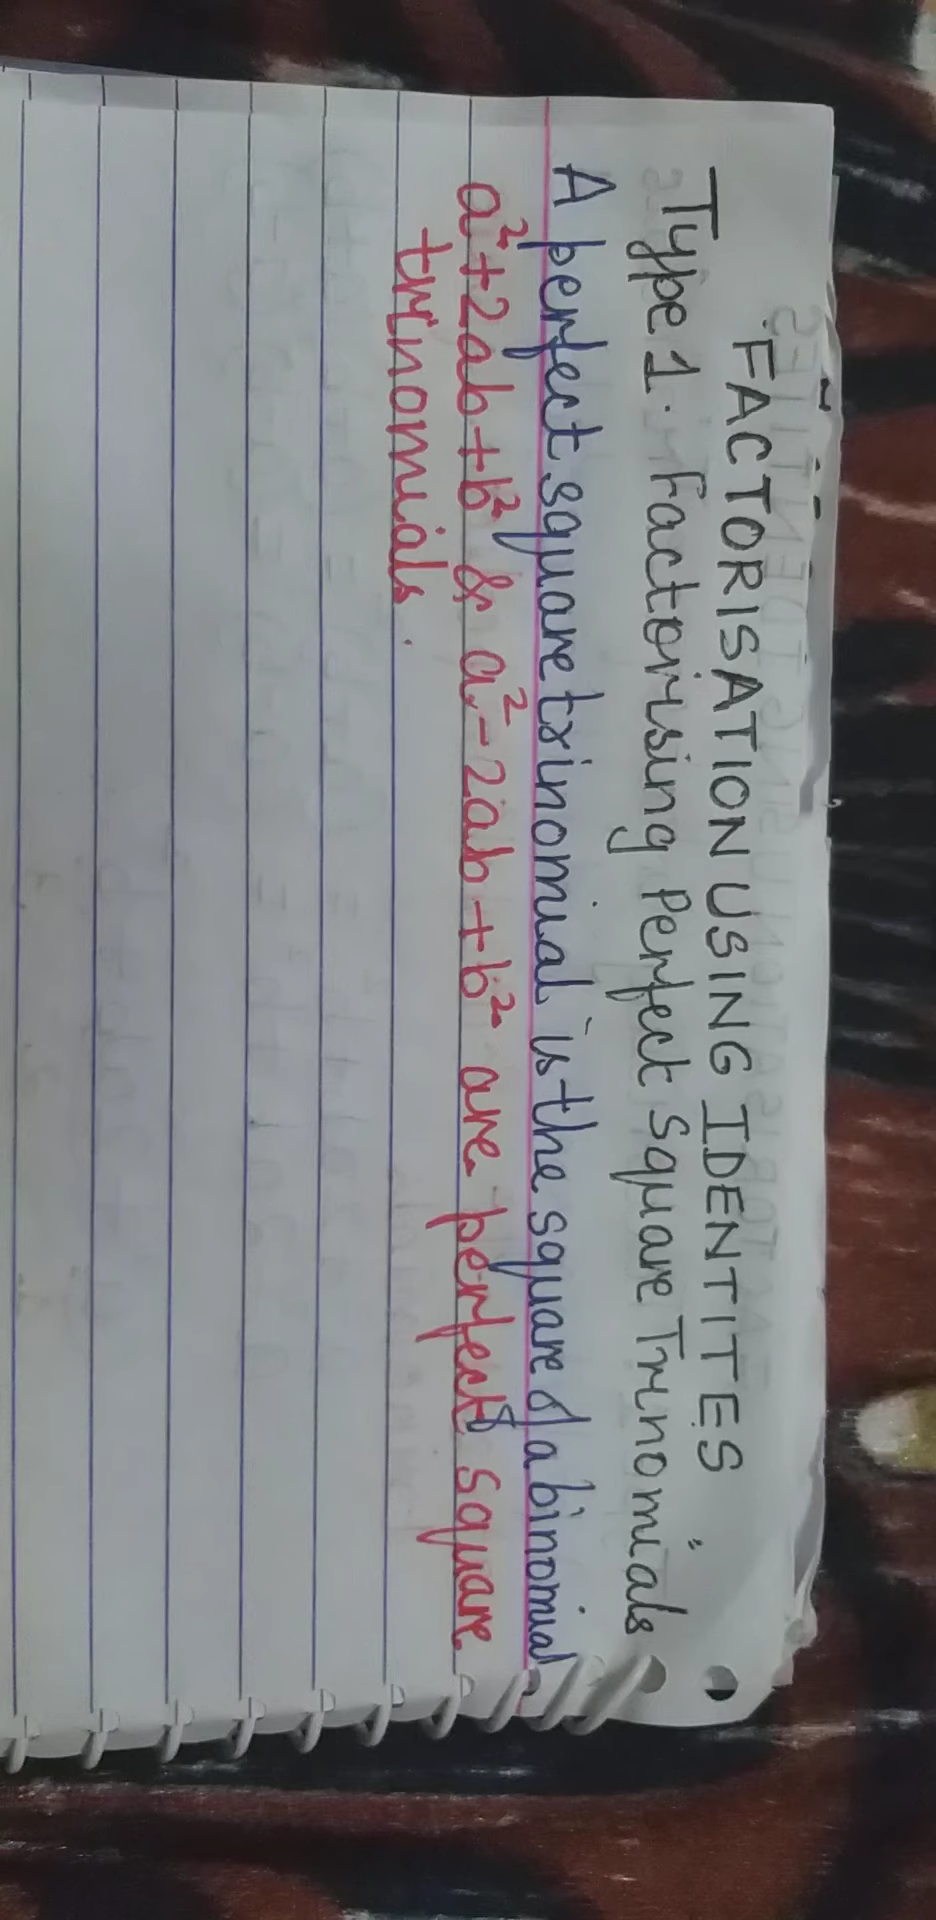 FACTORISATION USING IDENTITES
Type 1. Factorising Perfect Square Trinomials
A perfect square trinomial is the square of a binomial
a²+2ab+b² & a²-2ab+b² are perfect square
trinomials.